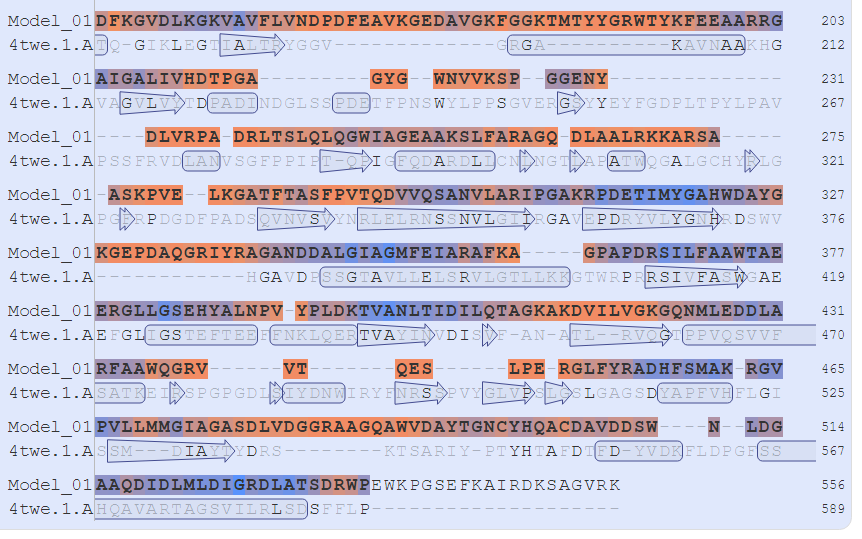 Model_01 DFKGVDLKGKVAVFLVNDPDFEAVKGEDAVGKFGGKTMTYYGRWTYKFEEAARRG 203
4twe.1.A TQ-GIKLEGTIALTRYGGV--------------GRGA---------KAVNAAKHG 212
Model_01 AIGALIVHDTPGA---------GYG--WNVVKSP--GGENY-------------- 231
4twe.1.A VAGVLVYTDPADINDGLSSPDETFPNSWYLPPSGVERGSYYEYFGDPLTPYLPAV 267
Model_01 ----DLVRPA-DRLTSLQLQGWIAGEAAKSLFARAGQ-DLAALRKKARSA----- 275
4twe.1.A PSSFRVDLANVSGFPPIPT-QPIGFQDARDLLCNLNGTLAPATWQGALGCHYRLG 321
Model_01 -ASKPVE--LKGATFTASFPVTQDVVQSANVLARIPGAKRPDETIMYGAHWDAYG 327
4twe.1.A PGFRPDGDFPADSQVNVSVYNRLELRNSSNVLGIIRGAVEPDRYVLYGNHRDSWV 376
Model_01 KGEPDAQGRIYRAGANDDALGIAGMFEIARAFKA-----GPAPDRSILFAAWTAE 377
4twe.1.A ------------HGAVDPSSGTAVLLELSRVLGTLLKKGTWRPRRSIVFASWGAE 419
Model_01 ERGLLGSEHYALNPV-YPLDKTVANLTIDILQTAGKAKDVILVGKGQNMLEDDLA 431
4twe.1.A EFGLIGSTEFTEEFFNKLQERTVAYINVDISVF-AN-ATL--RVQGTPPVQSVVF 470
Model_01 RFAAWQGRV------VT-------QES------LPE-RGLFYRADHFSMAK-RGV 465
4twe.1.A SATKEIRSPGPGDLSIYDNWIRYFNRSSPVYGLVPSLGSLGAGSDYAPFVHFLGI 525
Model_01 PVLLMMGIAGASDLVDGGRAAGQAWVDAYTGNCYHQACDAVDDSW----N--LDG 514
4twe.1.A SSM---DIAYTYDRS--------KTSARIY-PTYHTAFDTFD-YVDKFLDPGFSS 567
Model_01 AAQDIDLMLDIGRDLATSDRWPEWKPGSEFKAIRDKSAGVRK 556
4twe.1.A HQAVARTAGSVILRLSDSFFLP-------------------- 589